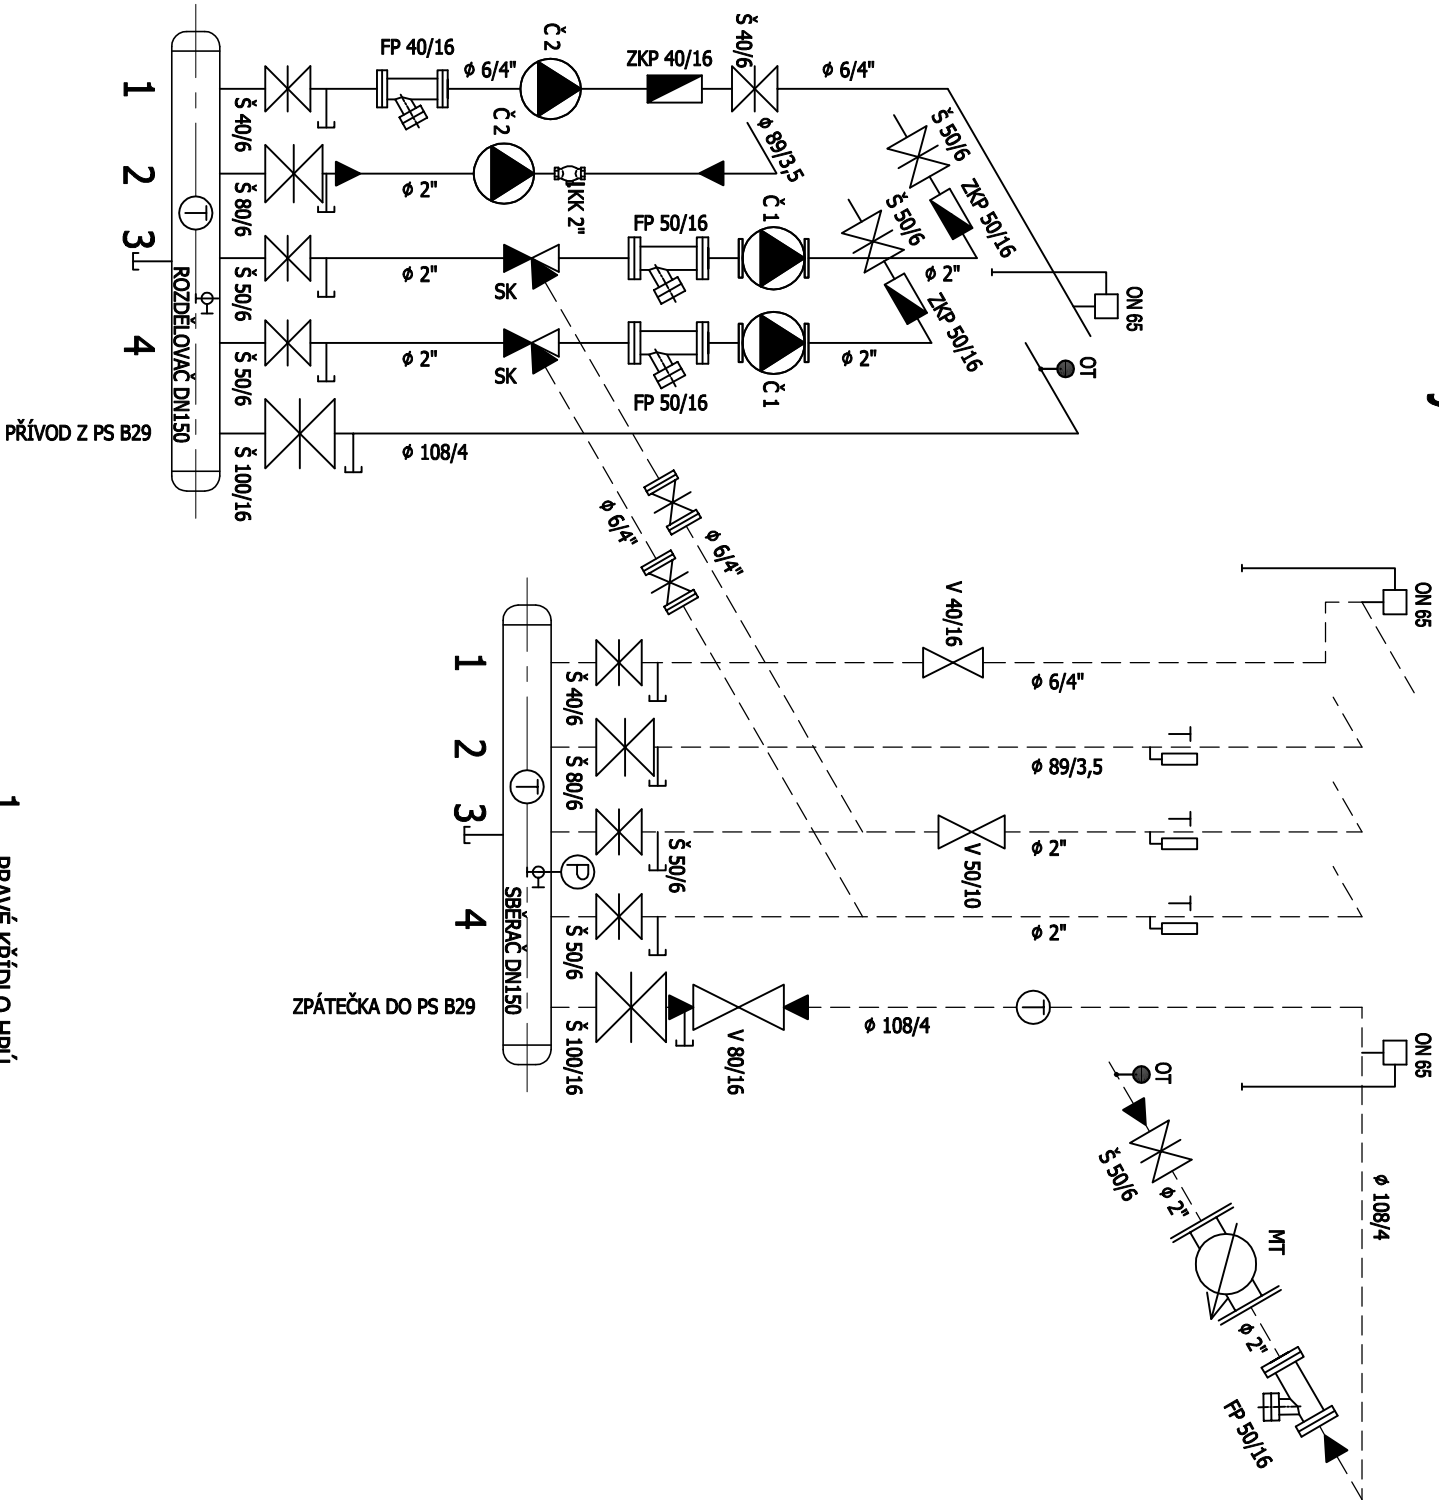 FP 40/16
Č 2
ZKP 40/16
Š 40/6
ϕ 6/4"
ϕ 6/4"
1
Š 40/6
ϕ 89/3,5
Š 50/6
Č 2
2
Š 80/6
ϕ 2"
JKK 2"
ZKP 50/16
T
Č 1
Š 50/6
FP 50/16
3
Š 50/6
ϕ 2"
ϕ 2"
SK
ZKP 50/16
ON 65
ROZDĚLOVAČ DN150
4
Š 50/6
ϕ 2"
ϕ 2"
SK
Č 1
FP 50/16
OT
PŘÍVOD Z PS B29
Š 100/16
ϕ 108/4
ϕ 6/4"
ϕ 6/4"
V 40/16
ON 65
1
Š 40/6
ϕ 6/4"
2
Š 80/6
ϕ 89/3,5
T
T
3
Š 50/6
V 50/10
ϕ 2"
T
P
SBĚRAČ DN150
4
Š 50/6
ϕ 2"
T
ZPÁTEČKA DO PS B29
Š 100/16
V 80/16
ϕ 108/4
T
ON 65
OT
Š 50/6
ϕ 2"
ϕ 108/4
MT
ϕ 2"
FP 50/16
1